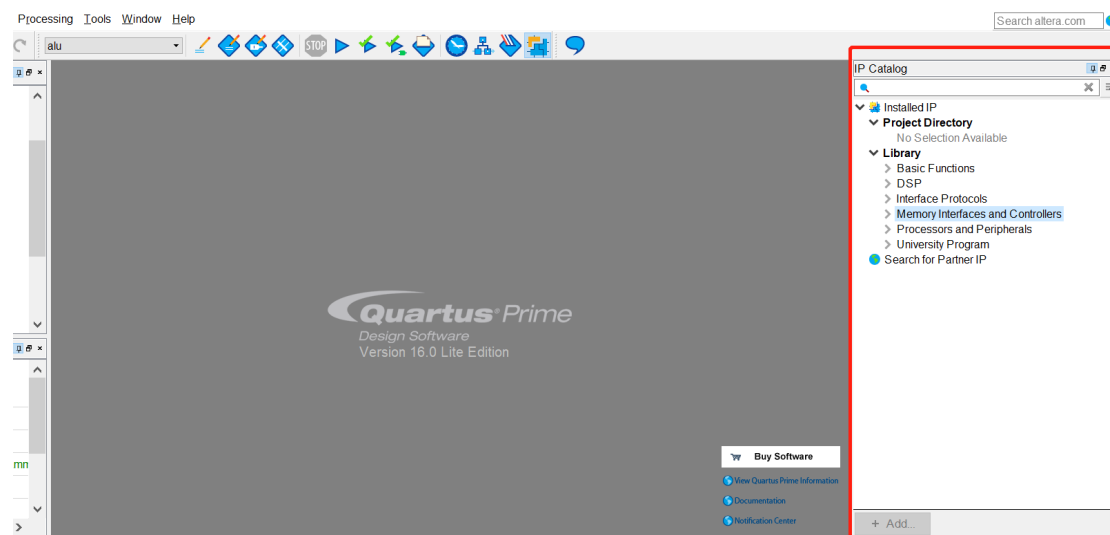 Processing Tools Window Help
Search altera.com
alu
STOP
IP Catalog
Installed IP
Project Directory
No Selection Available
Library
Basic Functions
DSP
Interface Protocols
Memory Interfaces and Controllers
Processors and Peripherals
University Program
Search for Partner IP
Quartus® Prime
Design Software
Version 16.0 Lite Edition
Buy Software
View Quartus Prime Information
Documentation
Notification Center
mn
+ Add...